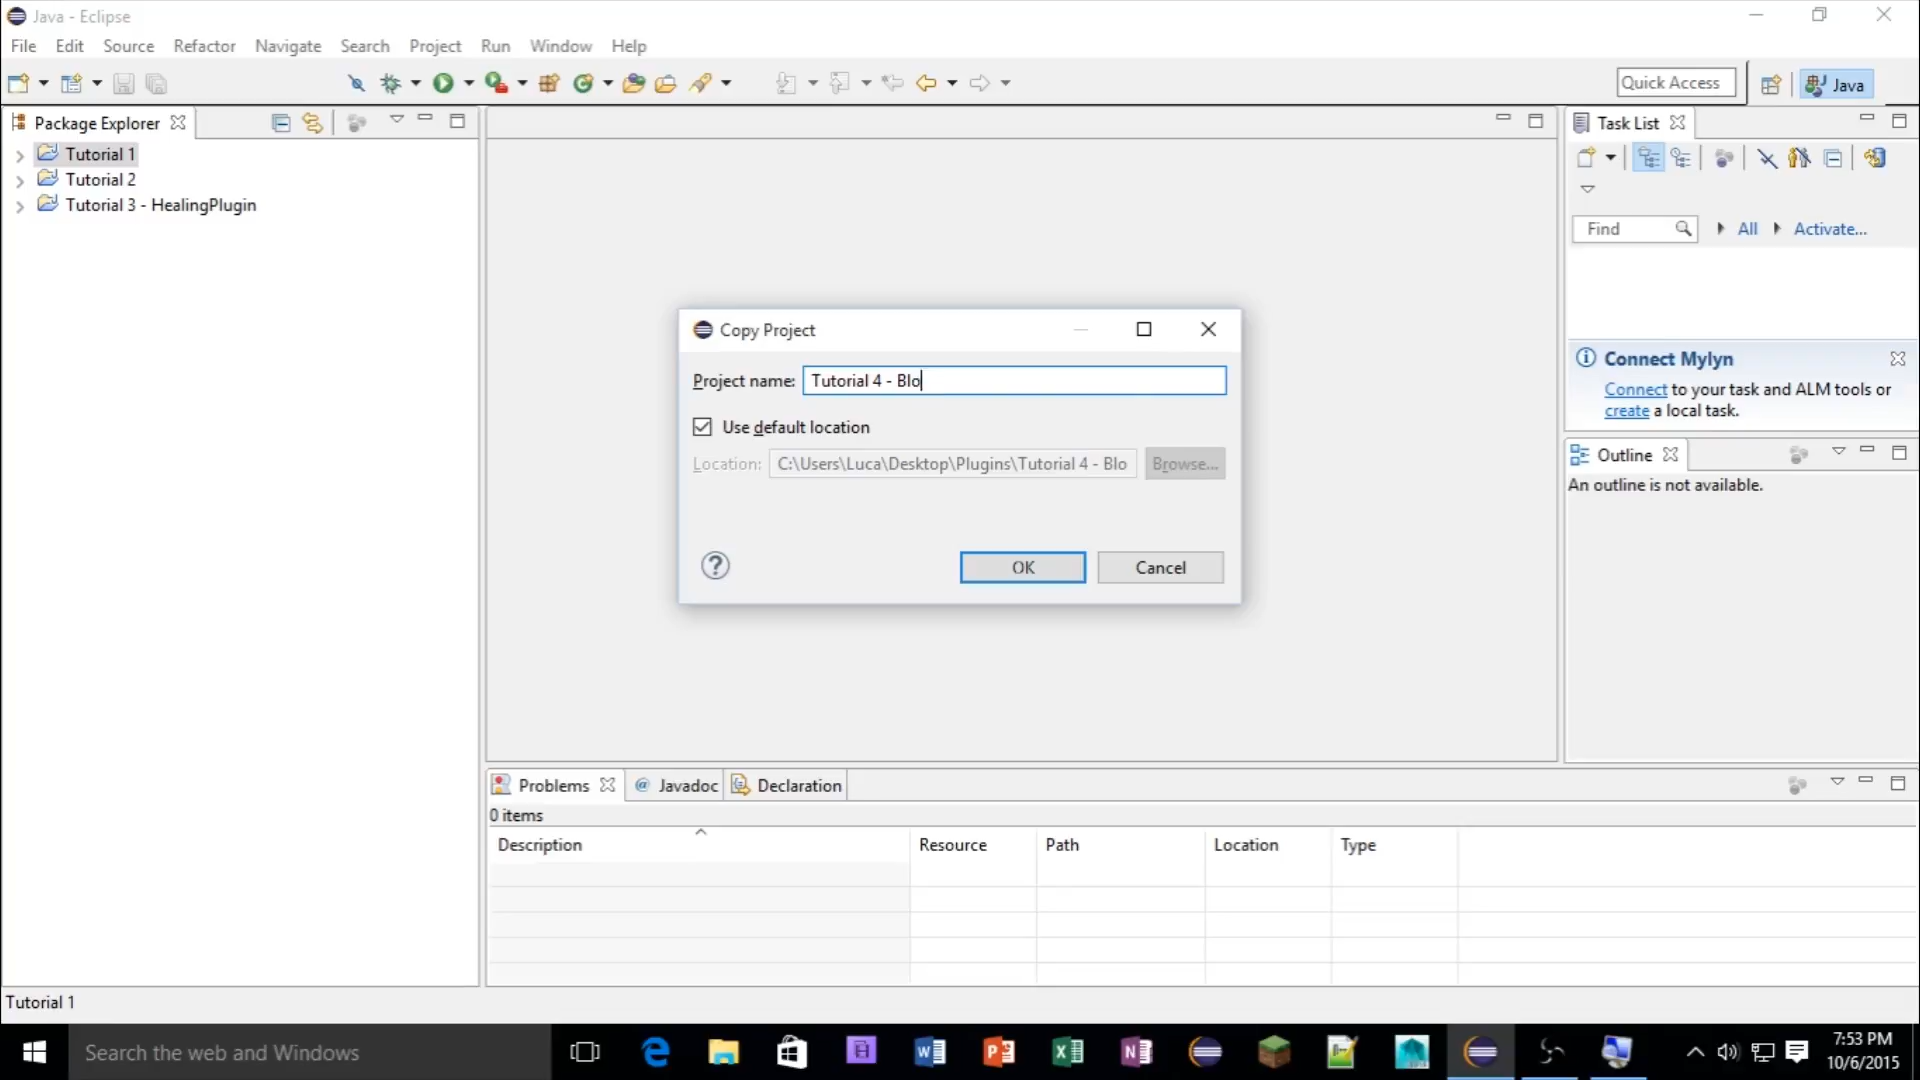 Java - Eclipse
File Edit Source Refactor Navigate Search Project Run Window Help
Quick Access
Java
Package Explorer
Tutorial 1
Tutorial 2
Tutorial 3 - HealingPlugin
Task List
Find
All
Activate...
Connect Mylyn
Connect to your task and ALM tools or
create a local task.
Outline
An outline is not available.
Copy Project
Project name: Tutorial 4 - Blo
Use default location
Location: C:\Users\Luca\Desktop\Plugins\Tutorial 4 - Blo Browse...
OK Cancel
Problems @ Javadoc Declaration
0 items
Description Resource Path Location Type
Tutorial 1
Search the web and Windows
7:53 PM
10/6/2015